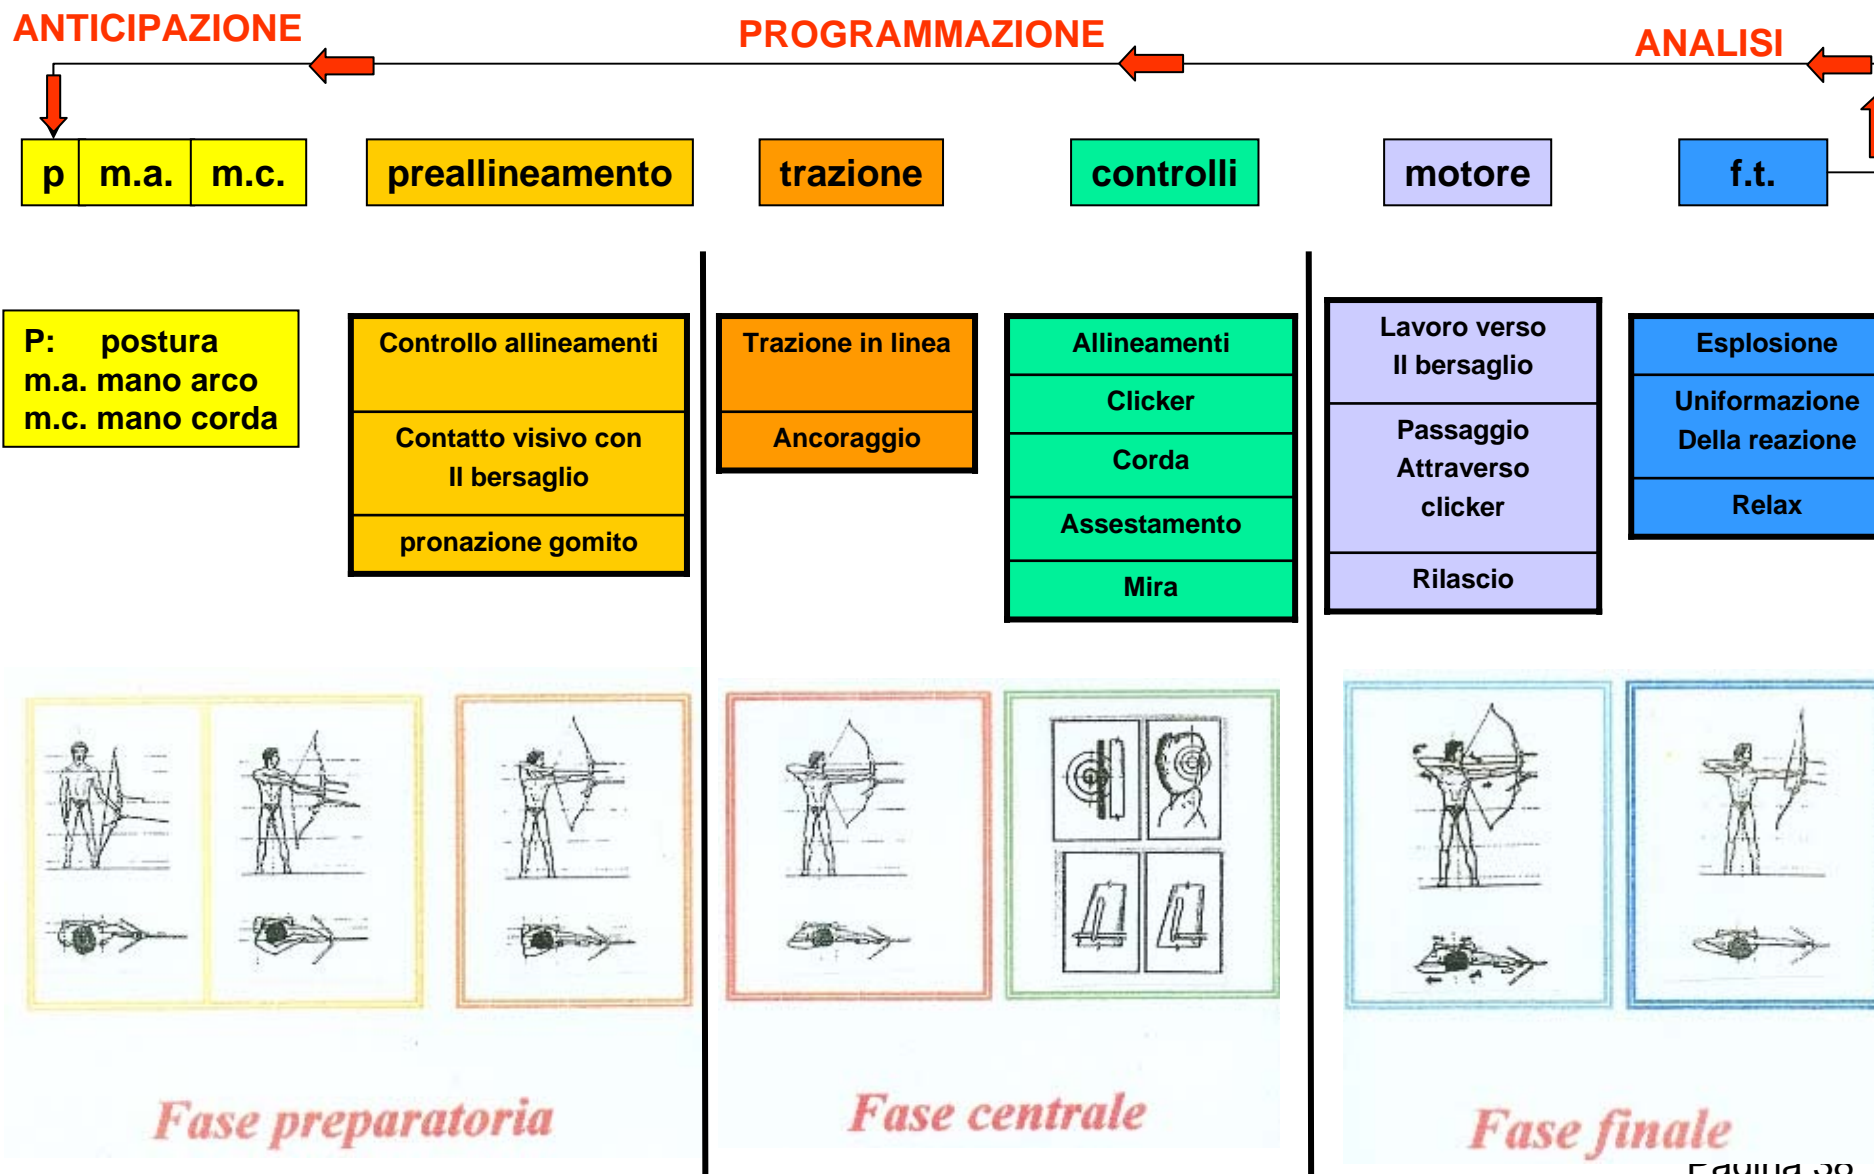 ANTICIPAZIONE
PROGRAMMAZIONE
ANALISI
p
m.a.
m.c.
preallineamento
trazione
controlli
motore
f.t.
P: postura
m.a. mano arco
m.c. mano corda
Controllo allineamenti
Contatto visivo con
Il bersaglio
pronazione gomito
Trazione in linea
Ancoraggio
Allineamenti
Clicker
Corda
Assestamento
Mira
Lavoro verso
Il bersaglio
Passaggio
Attraverso
clicker
Rilascio
Esplosione
Uniformazione
Della reazione
Relax
Fase preparatoria
Fase centrale
Fase finale
Pagina